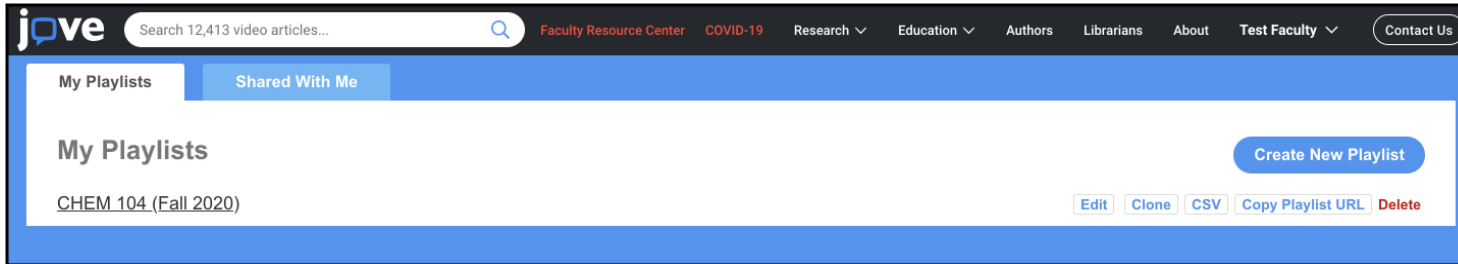 jove Search 12,413 video articles... Faculty Resource Center COVID-19 Research Education Authors Librarians About Test Faculty Contact Us
My Playlists Shared With Me
My Playlists Create New Playlist
CHEM 104 (Fall 2020) Edit Clone CSV Copy Playlist URL Delete